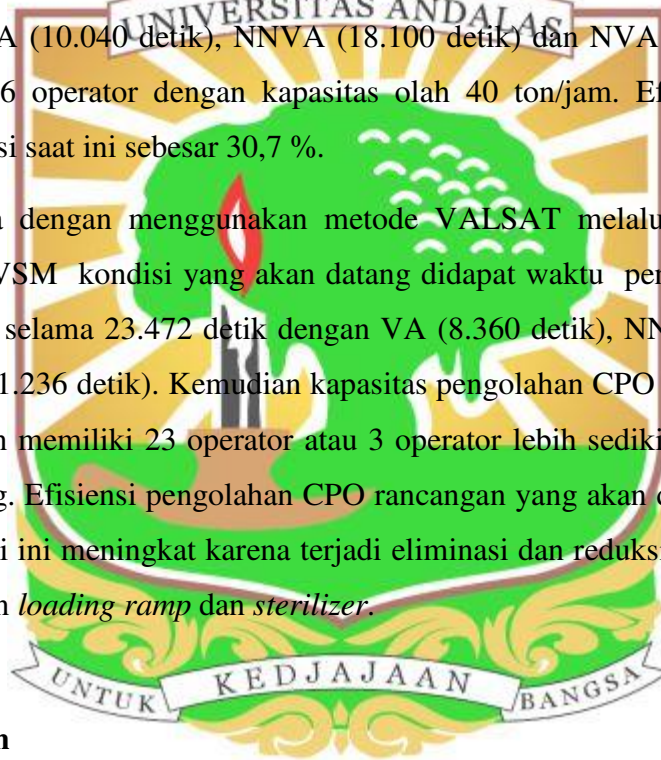 UNIVERSITAS ANDALAS
A (10.040 detik), NNVA (18.100 detik) dan NVA
6 operator dengan kapasitas olah 40 ton/jam. Ef
si saat ini sebesar 30,7 %.
a dengan menggunakan metode VALSAT melalu
VSM kondisi yang akan datang didapat waktu per
selama 23.472 detik dengan VA (8.360 detik), NN
1.236 detik). Kemudian kapasitas pengolahan CPO
n memiliki 23 operator atau 3 operator lebih sediki
g. Efisiensi pengolahan CPO rancangan yang akan d
i ini meningkat karena terjadi eliminasi dan reduksi
n loading ramp dan sterilizer.
UNTUK KEDJAJAAN BANGSA
n